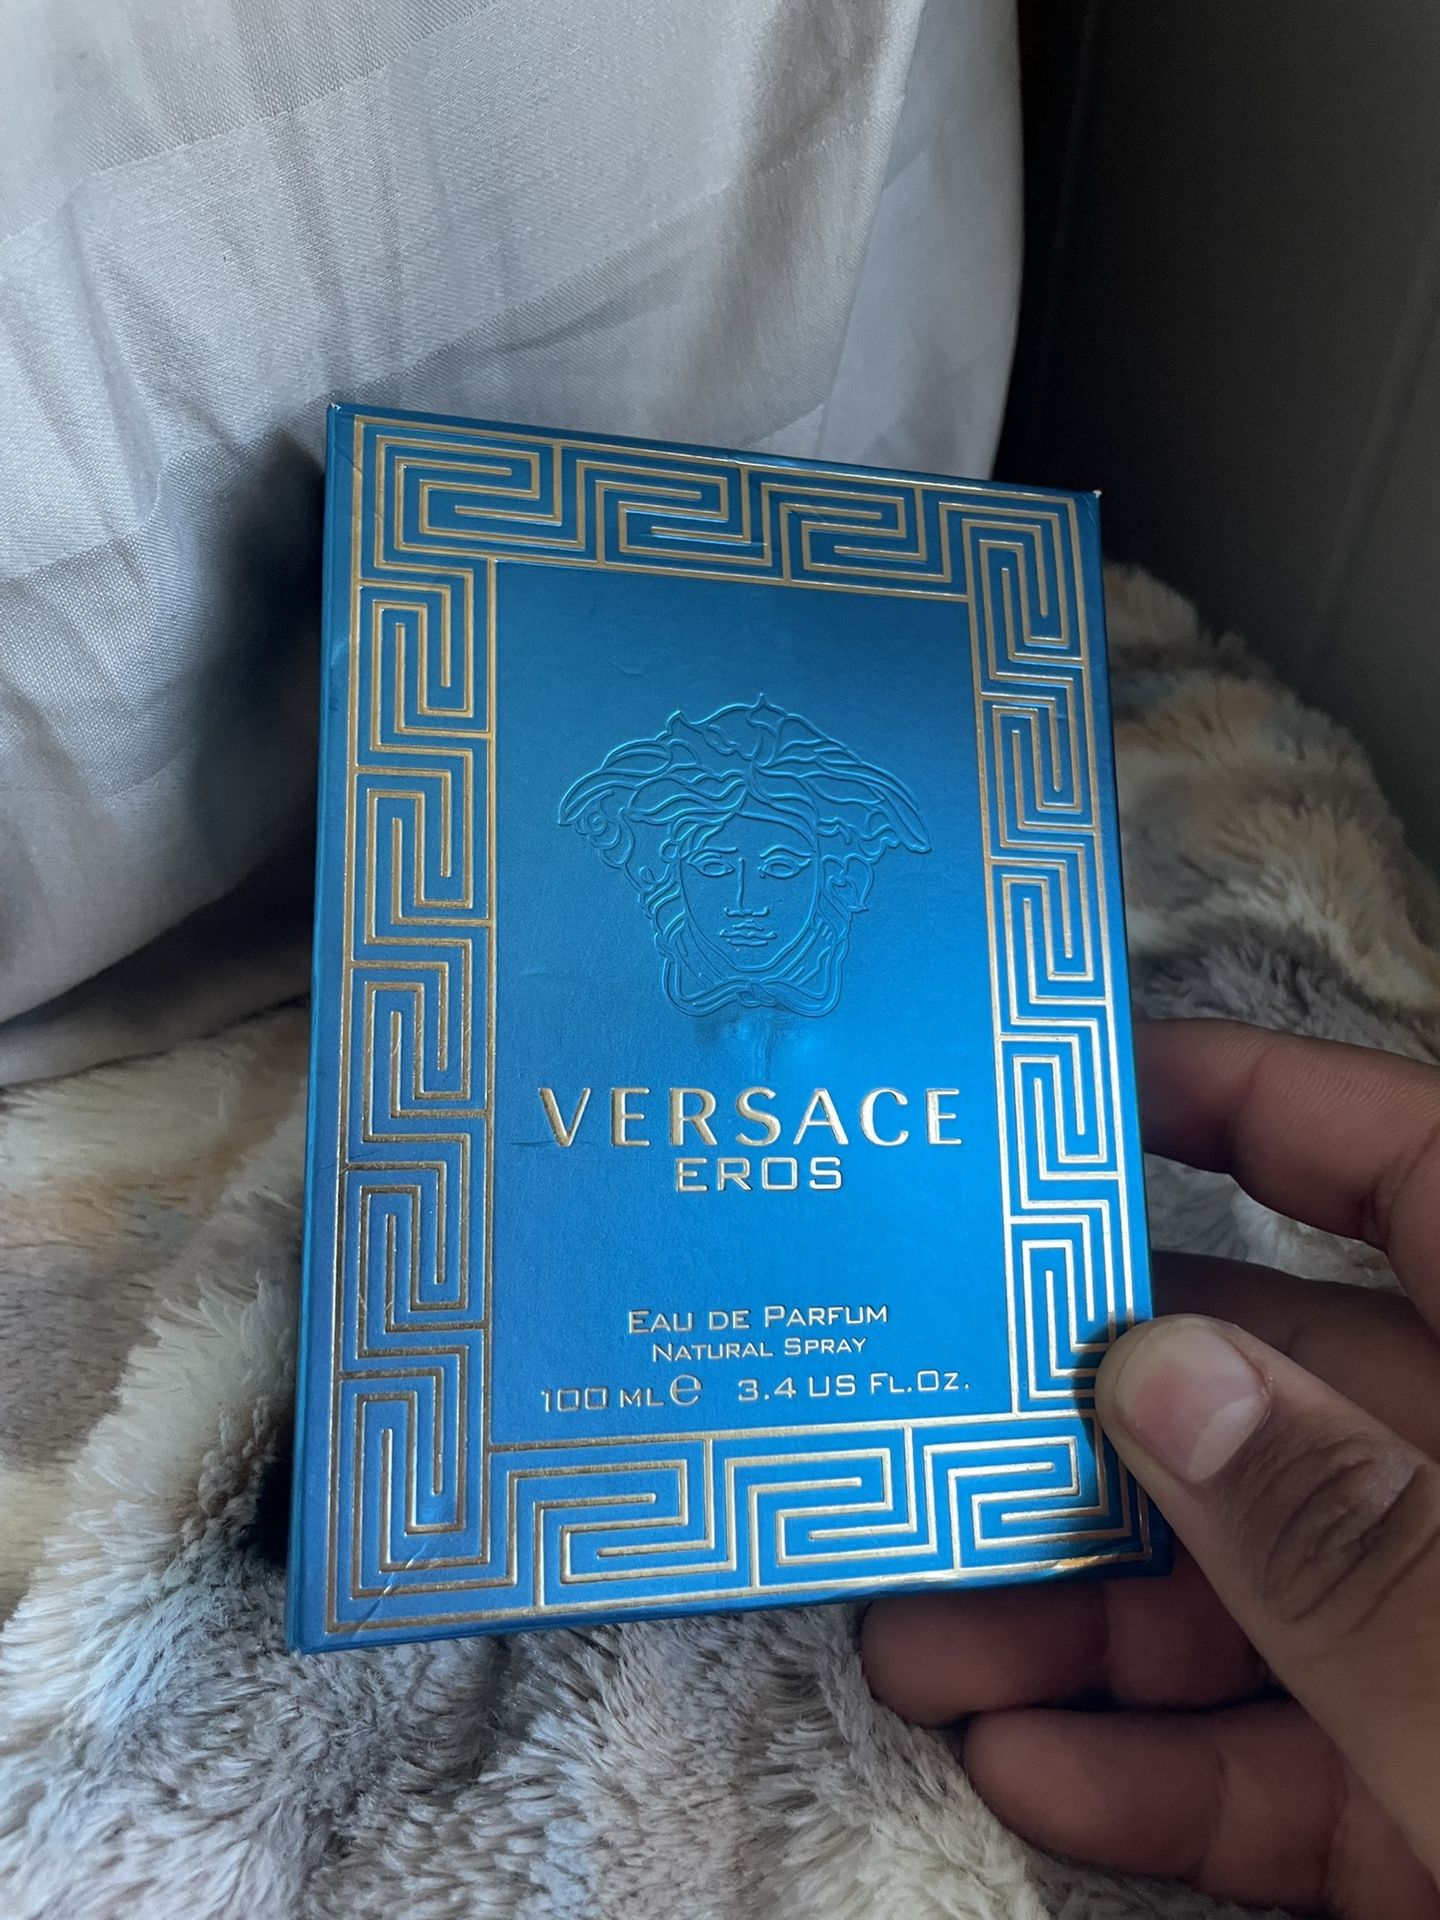 VERSACE
EROS
EAU DE PARFUM
NATURAL SPRAY
100 ML ℮ 3.4 US FL.OZ.